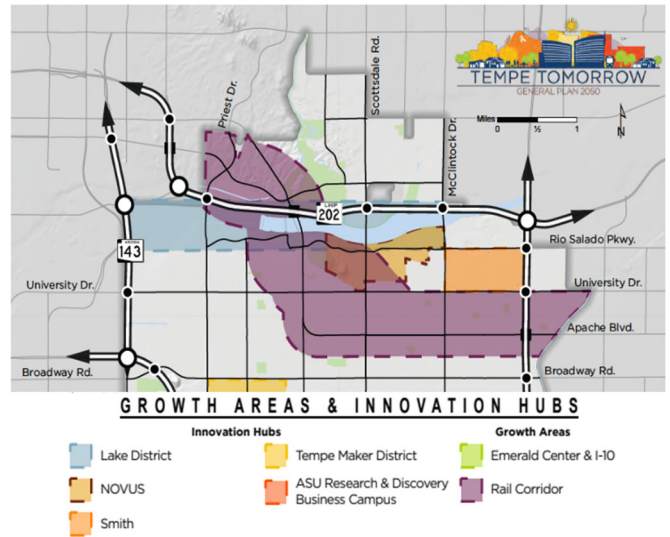 TEMPE TOMORROW
GENERAL PLAN 2050
Priest Dr.
Scottsdale Rd.
McClintock Dr.
Miles 0 ½ 1
N
LOOP
202
ARIZONA
143
Rio Salado Pkwy.
University Dr.
University Dr.
Apache Blvd.
Broadway Rd.
Broadway Rd.
GROWTH AREAS & INNOVATION HUBS
Innovation Hubs
Growth Areas
Lake District
Tempe Maker District
Emerald Center & I-10
NOVUS
ASU Research & Discovery
Business Campus
Rail Corridor
Smith